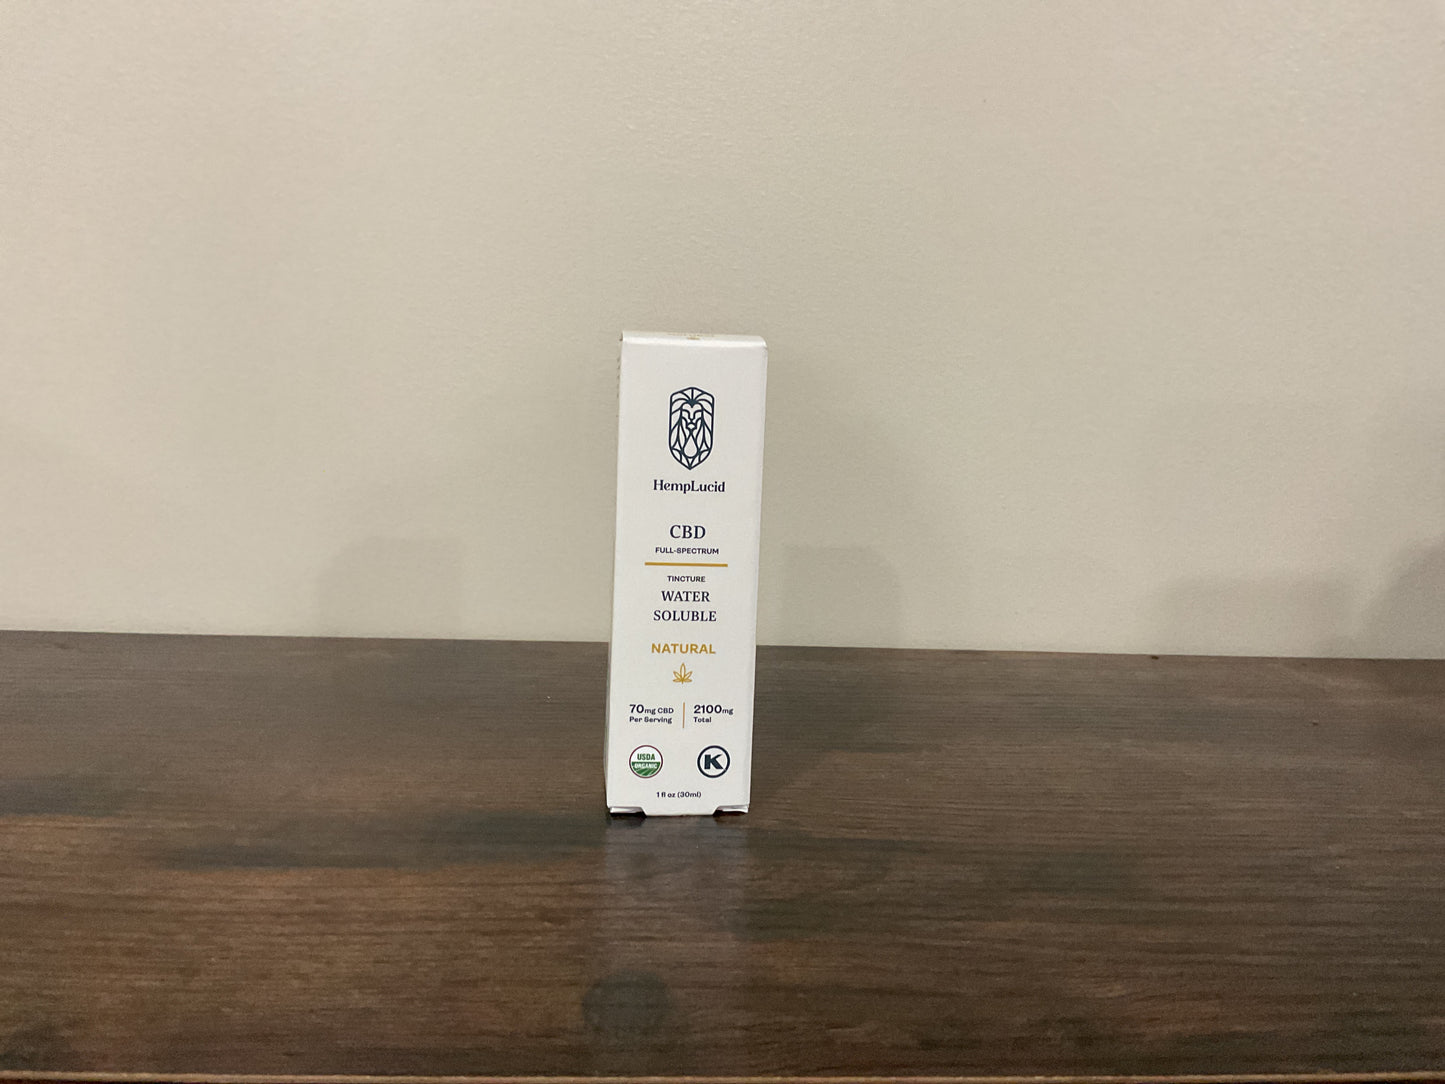 HempLucid
CBD
FULL-SPECTRUM
TINCTURE
WATER
SOLUBLE
NATURAL
70mg CBD
Per Serving
2100mg
Total
USDA
ORGANIC
K
1 fl oz (30ml)